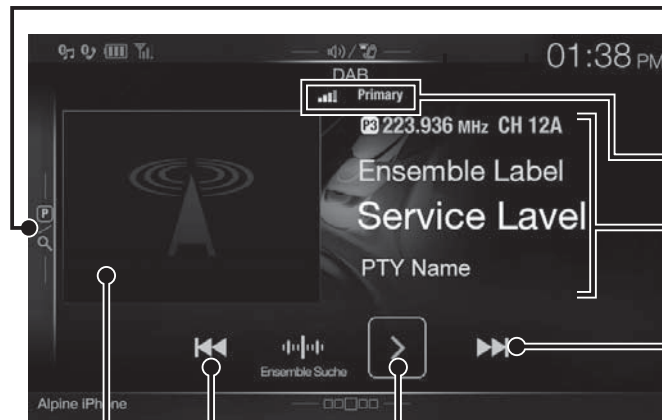 01:38 PM
DAB
Primary
P3 223.936 MHz CH 12A
Ensemble Label
Service Lavel
PTY Name
P
Ensemble Suche
Alpine iPhone